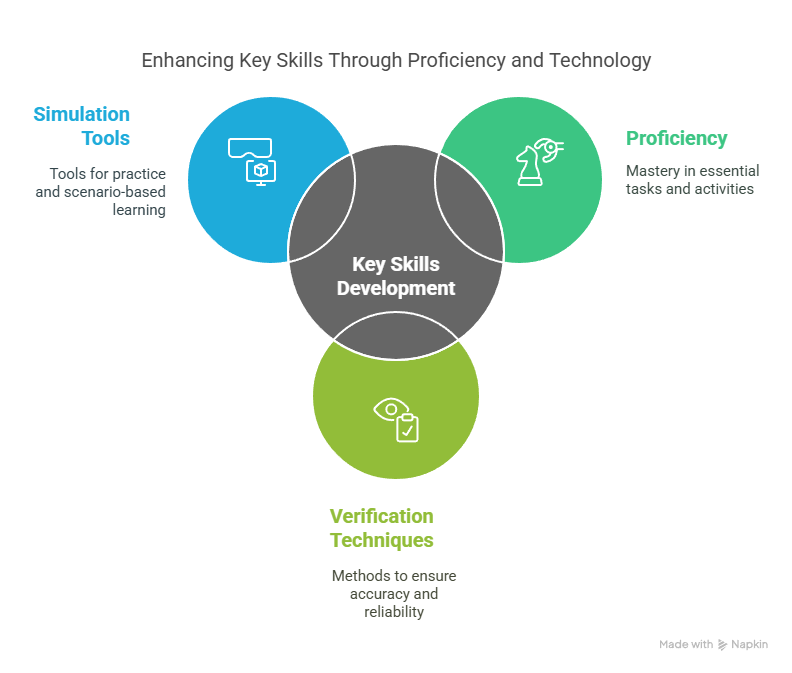 Enhancing Key Skills Through Proficiency and Technology
Simulation
Tools
Tools for practice
and scenario-based
learning
Proficiency
Mastery in essential
tasks and activities
Key Skills
Development
Verification
Techniques
Methods to ensure
accuracy and
reliability
Made with Napkin